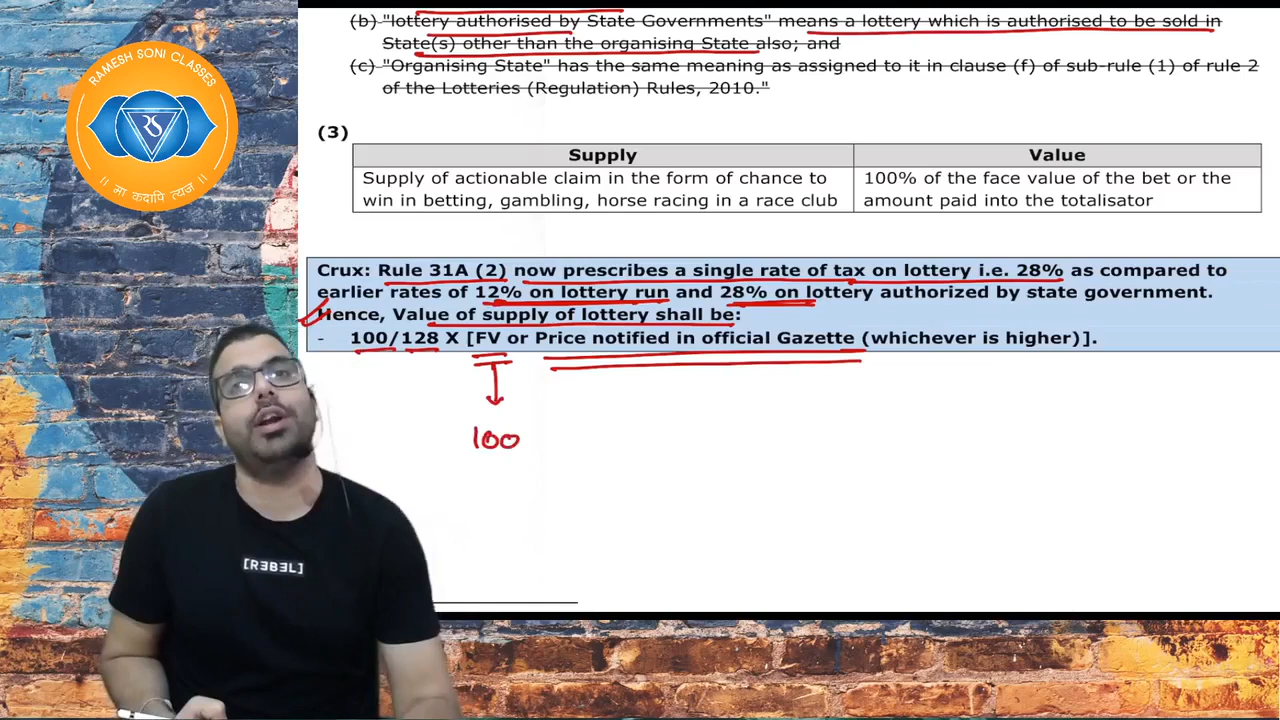 (b) "lottery authorised by State Governments" means a lottery which is authorised to be sold in
State(s) other than the organising State also; and
(c) "Organising State" has the same meaning as assigned to it in clause (f) of sub-rule (1) of rule 2
of the Lotteries (Regulation) Rules, 2010."
RAMESH SONI CLASSES
RS
॥ मा कदापि त्यज ॥
(3)
Supply Value
Supply of actionable claim in the form of chance to 100% of the face value of the bet or the
win in betting, gambling, horse racing in a race club amount paid into the totalisator
Crux: Rule 31A (2) now prescribes a single rate of tax on lottery i.e. 28% as compared to
earlier rates of 12% on lottery run and 28% on lottery authorized by state government.
Hence, Value of supply of lottery shall be:
- 100/128 X [FV or Price notified in official Gazette (whichever is higher)].
100
[RƎBƎL]